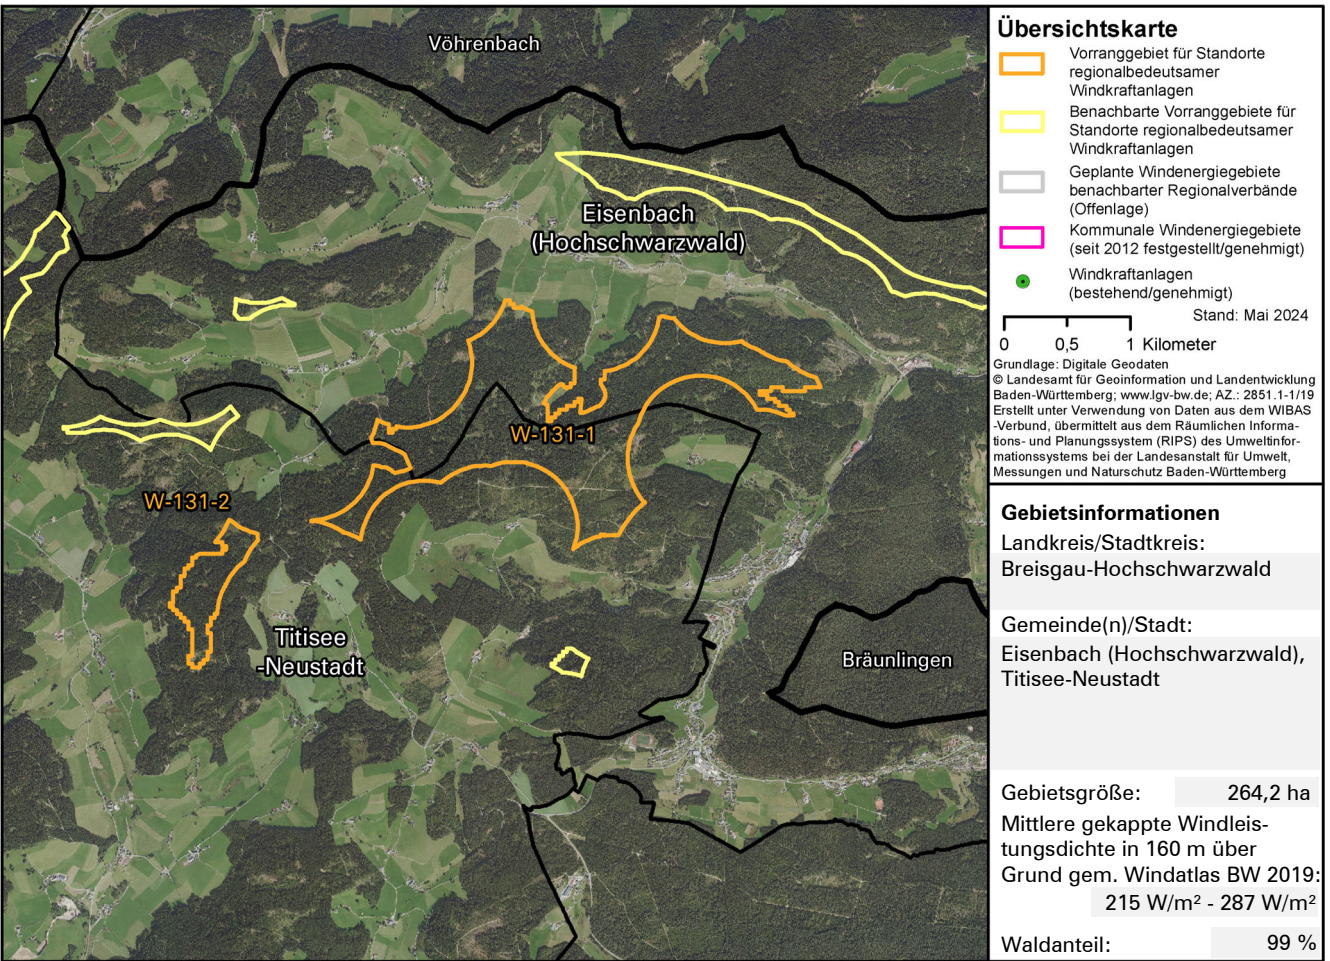 Vöhrenbach
Eisenbach
(Hochschwarzwald)
W-131-1
W-131-2
Titisee
-Neustadt
Bräunlingen
Übersichtskarte
Vorranggebiet für Standorte
regionalbedeutsamer
Windkraftanlagen
Benachbarte Vorranggebiete für
Standorte regionalbedeutsamer
Windkraftanlagen
Geplante Windenergiegebiete
benachbarter Regionalverbände
(Offenlage)
Kommunale Windenergiegebiete
(seit 2012 festgestellt/genehmigt)
Windkraftanlagen
(bestehend/genehmigt)
Stand: Mai 2024
0 0,5 1 Kilometer
Grundlage: Digitale Geodaten
© Landesamt für Geoinformation und Landentwicklung
Baden-Württemberg; www.lgv-bw.de; AZ.: 2851.1-1/19
Erstellt unter Verwendung von Daten aus dem WIBAS
-Verbund, übermittelt aus dem Räumlichen Informa-
tions- und Planungssystem (RIPS) des Umweltinfor-
mationssystems bei der Landesanstalt für Umwelt,
Messungen und Naturschutz Baden-Württemberg
Gebietsinformationen
Landkreis/Stadtkreis:
Breisgau-Hochschwarzwald
Gemeinde(n)/Stadt:
Eisenbach (Hochschwarzwald),
Titisee-Neustadt
Gebietsgröße: 264,2 ha
Mittlere gekappte Windleis-
tungsdichte in 160 m über
Grund gem. Windatlas BW 2019:
215 W/m² - 287 W/m²
Waldanteil: 99 %